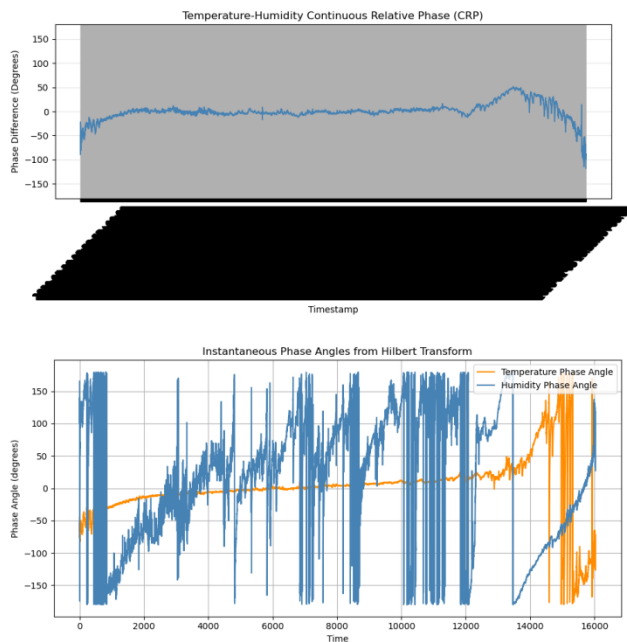 Temperature-Humidity Continuous Relative Phase (CRP)
150
100
50
0
−50
−100
−150
Phase Difference (Degrees)
Timestamp
Instantaneous Phase Angles from Hilbert Transform
Temperature Phase Angle
Humidity Phase Angle
150
100
50
0
−50
−100
−150
Phase Angle (degrees)
0 2000 4000 6000 8000 10000 12000 14000 16000
Time